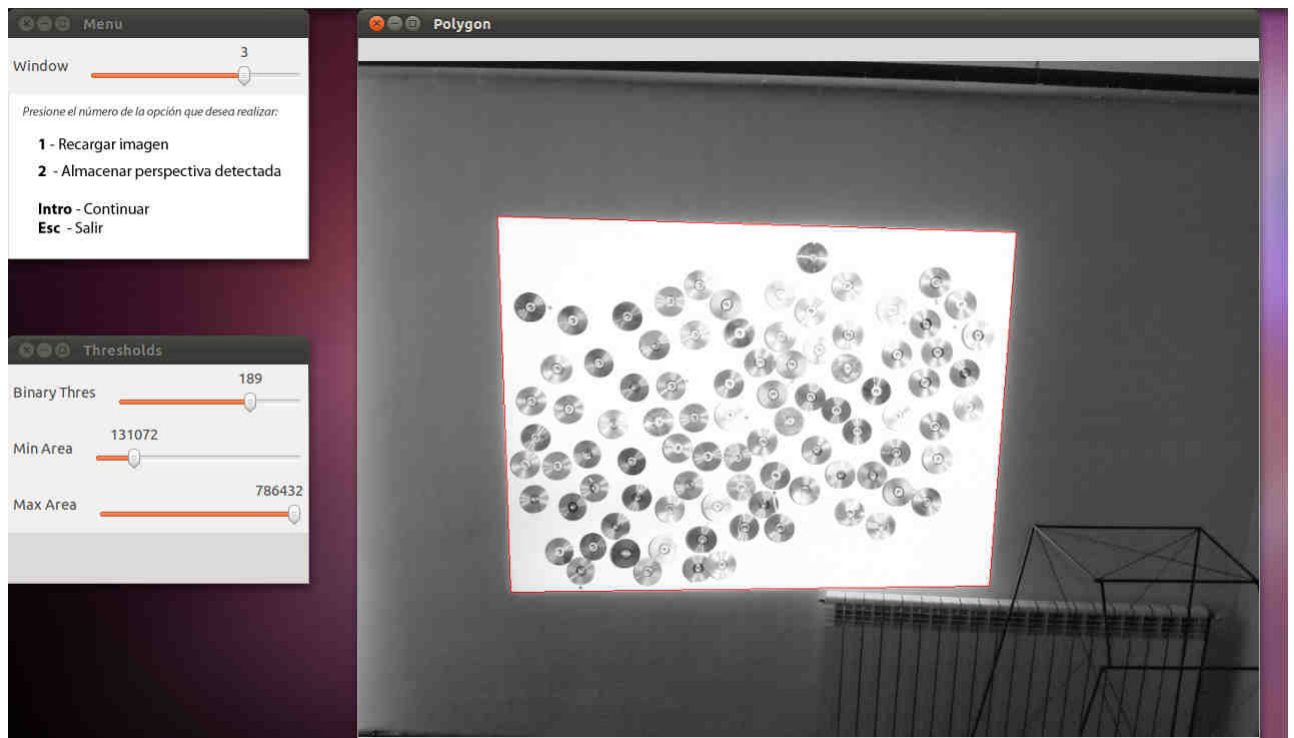 Menu
3
Window
Presione el número de la opción que desea realizar:
1 - Recargar imagen
2 - Almacenar perspectiva detectada
Intro - Continuar
Esc - Salir
Thresholds
189
Binary Thres
131072
Min Area
786432
Max Area
Polygon